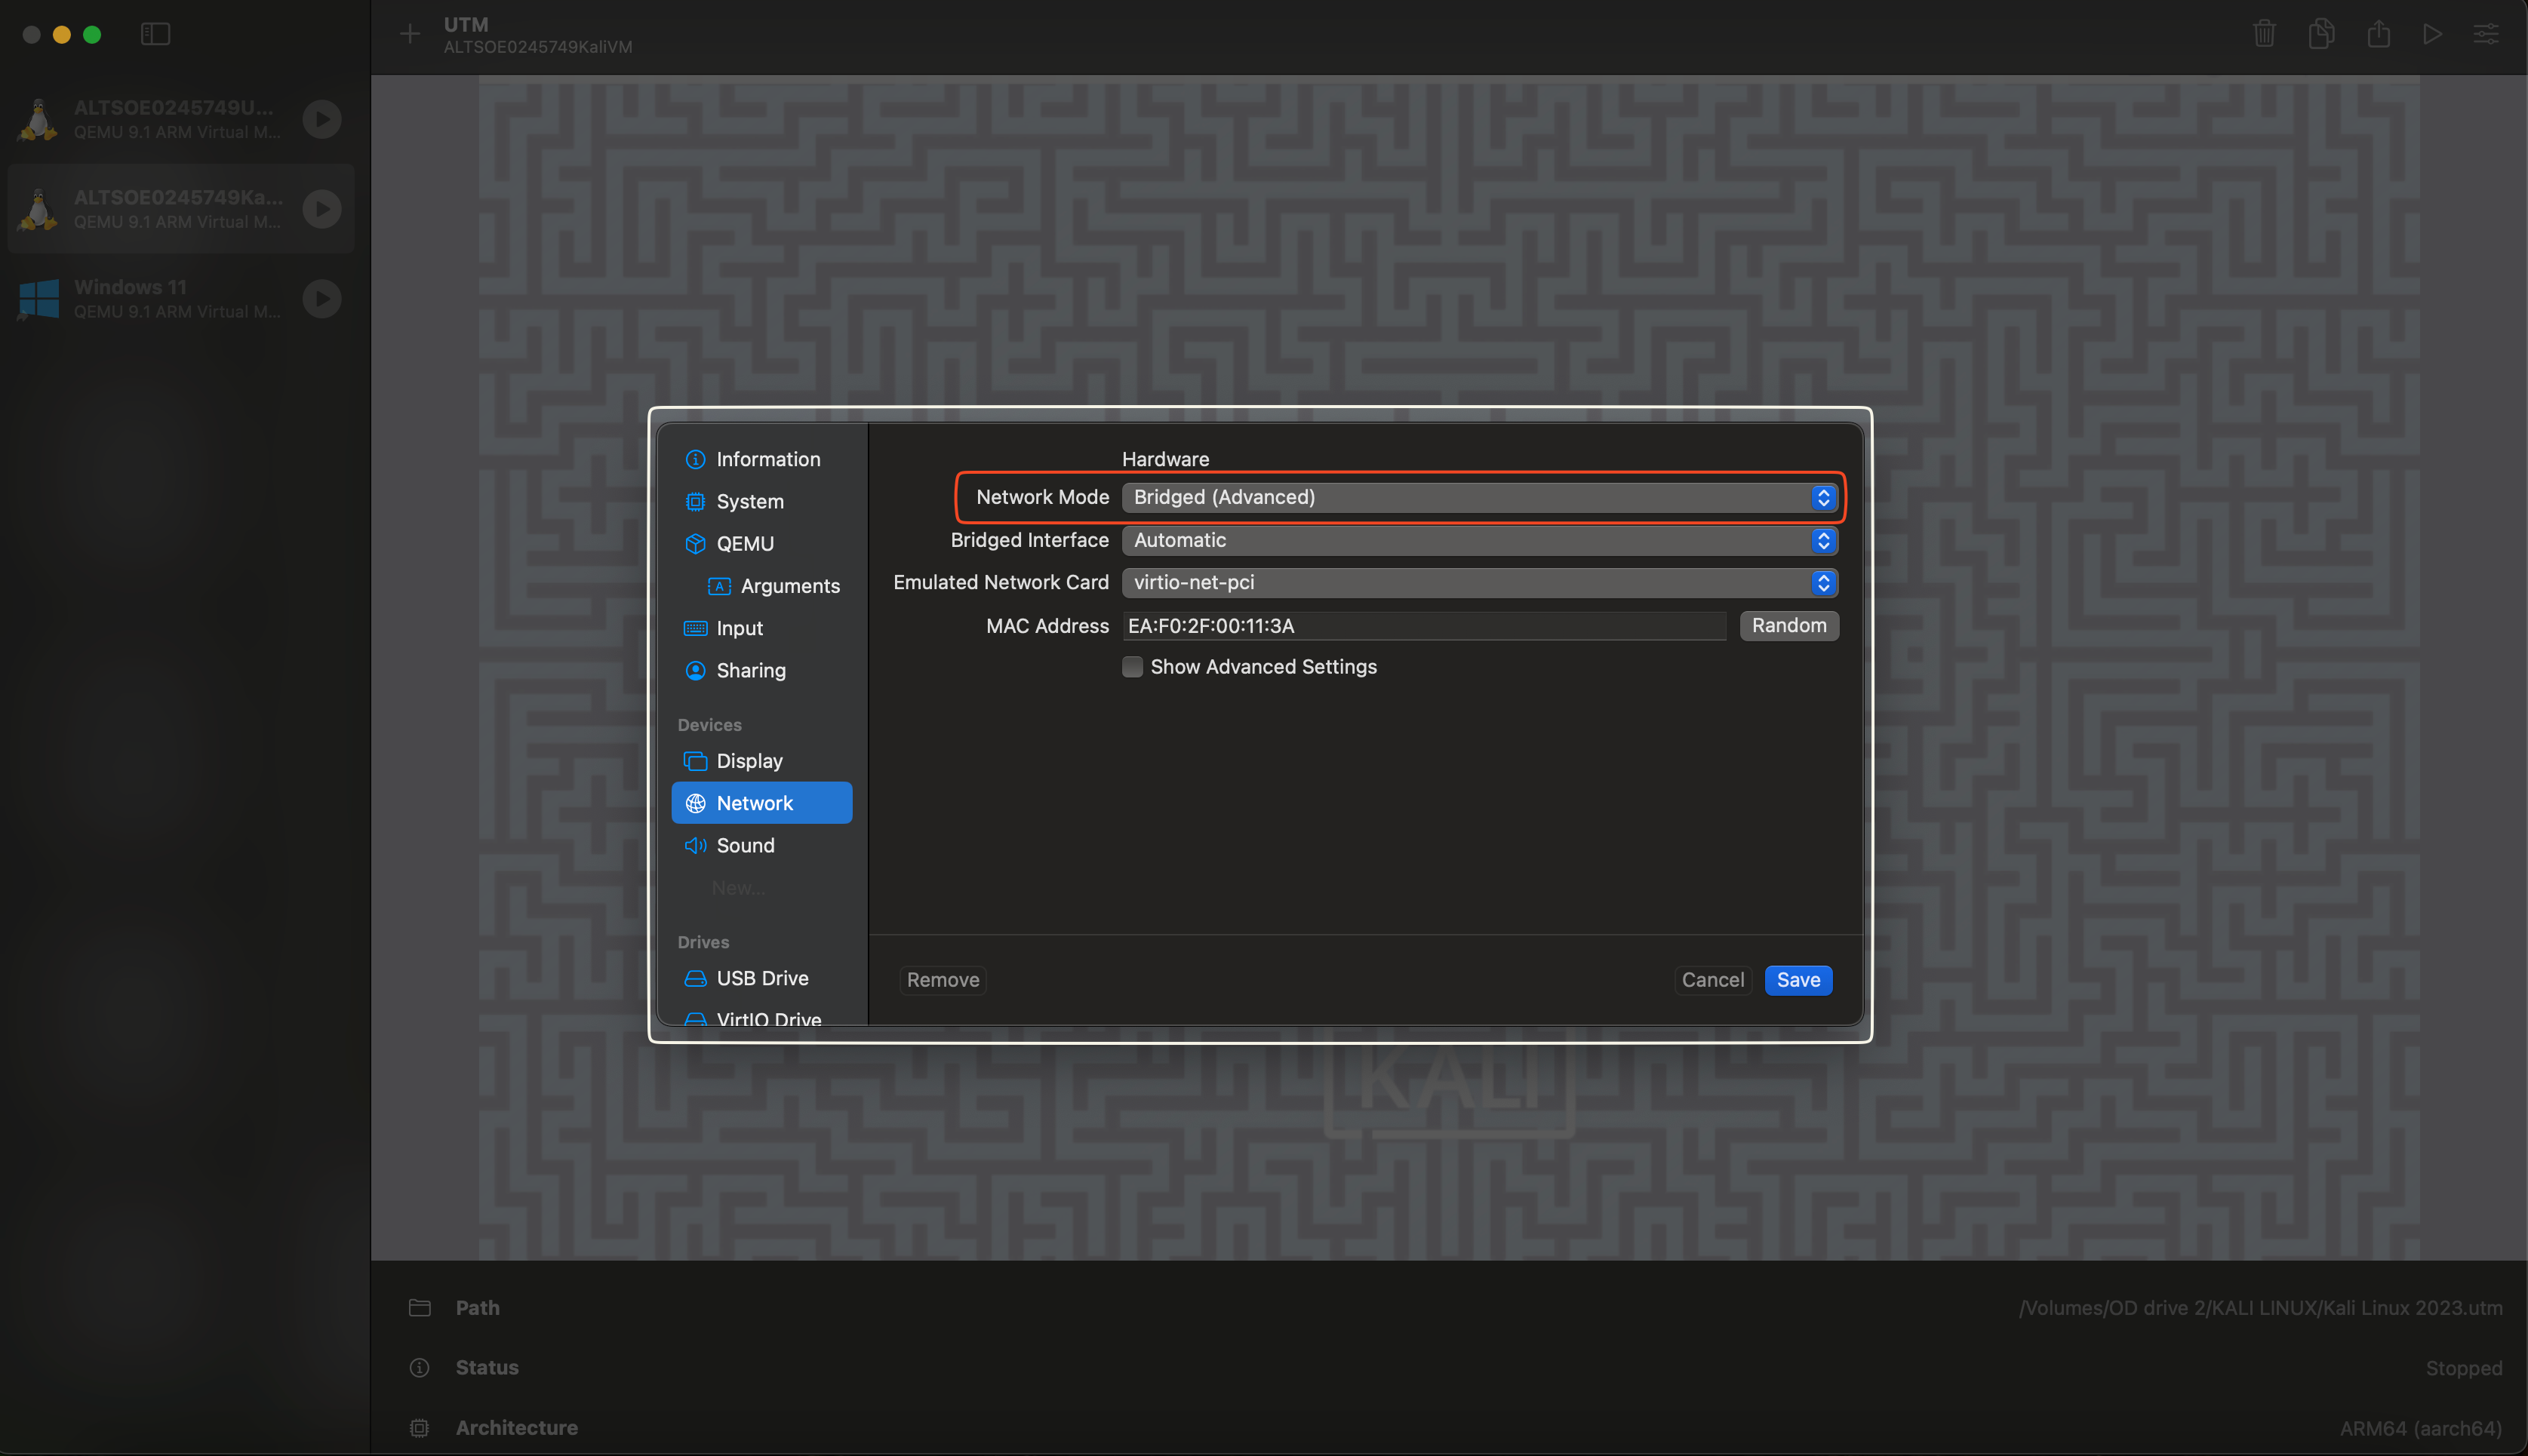 UTM
ALTSOE0245749KaliVM
ALTSOE0245749U...
QEMU 9.1 ARM Virtual M...
ALTSOE0245749Ka...
QEMU 9.1 ARM Virtual M...
Windows 11
QEMU 9.1 ARM Virtual M...
Information
System
QEMU
A Arguments
Input
Sharing
Devices
Display
Network
Sound
New...
Drives
USB Drive
VirtIO Drive
Hardware
Network Mode Bridged (Advanced)
Bridged Interface Automatic
Emulated Network Card virtio-net-pci
MAC Address EA:F0:2F:00:11:3A Random
Show Advanced Settings
Remove Cancel Save
KALI
Path /Volumes/OD drive 2/KALI LINUX/Kali Linux 2023.utm
Status Stopped
Architecture ARM64 (aarch64)